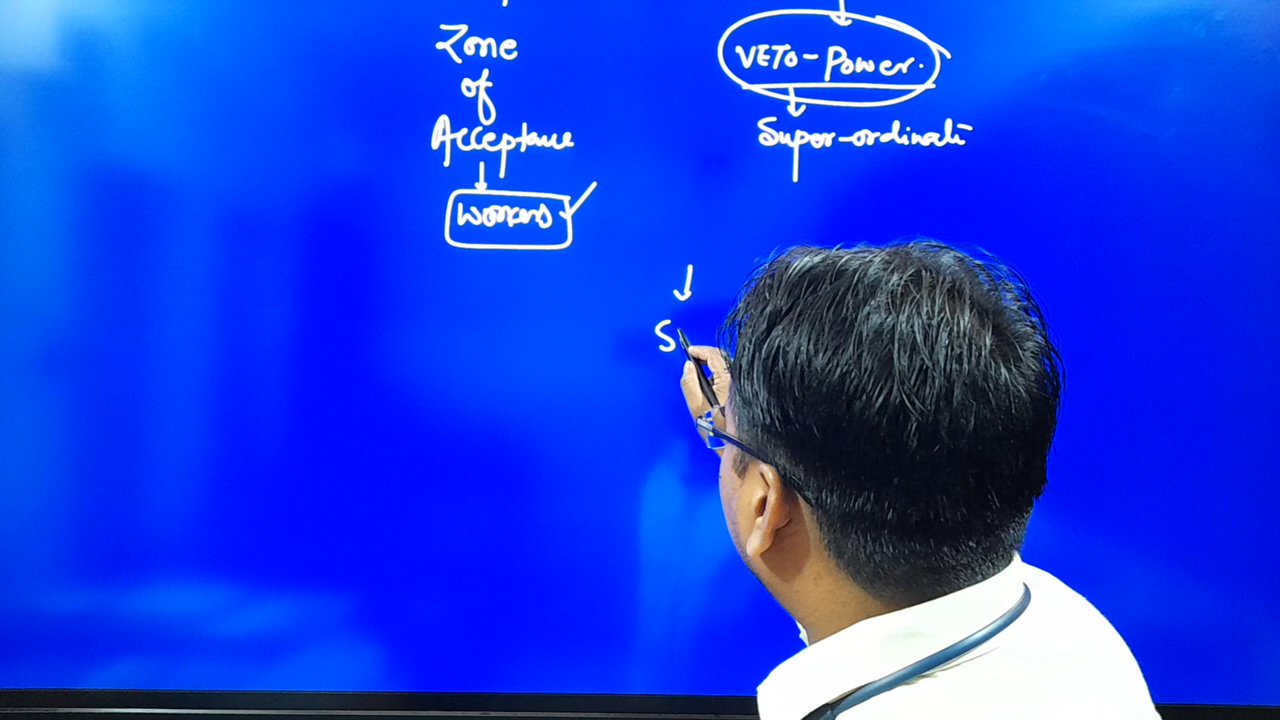 Zone
of
Acceptance
Workers
VETO-Power.
Super-ordinate
S